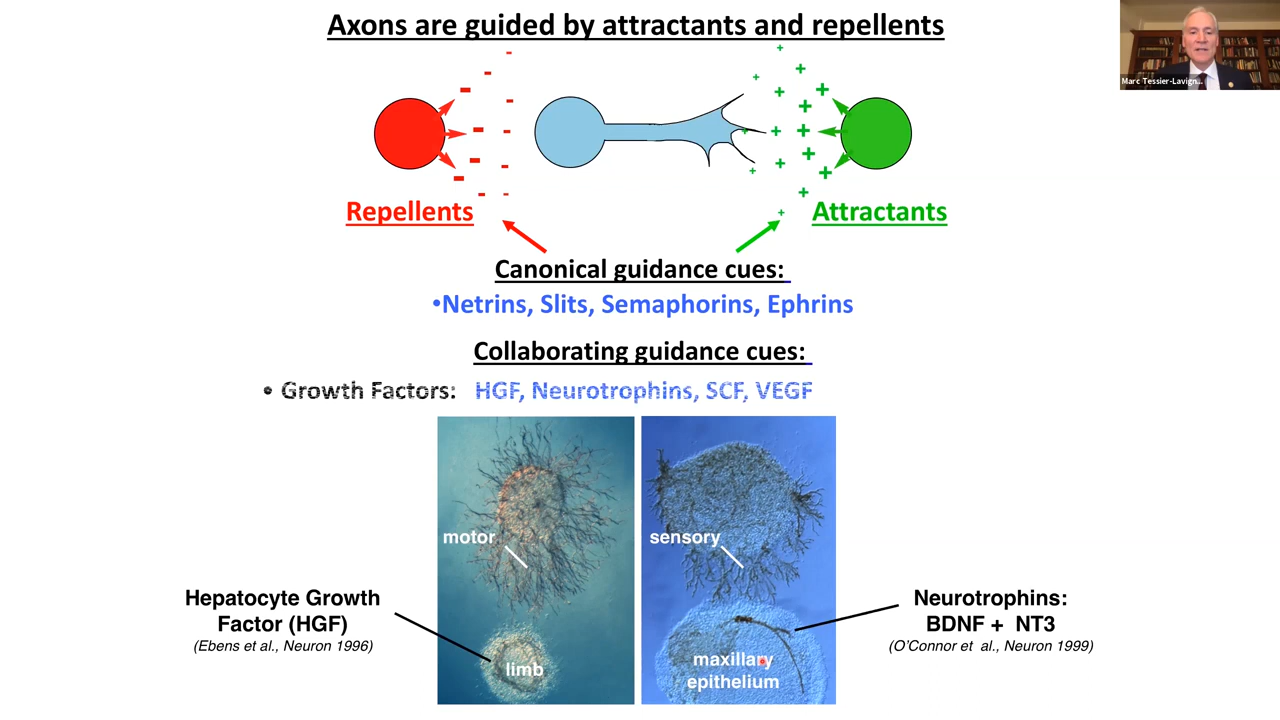 Axons are guided by attractants and repellents
Marc Tessier-Lavign...
Repellents
Attractants
Canonical guidance cues:
•Netrins, Slits, Semaphorins, Ephrins
Collaborating guidance cues:
• Growth Factors: HGF, Neurotrophins, SCF, VEGF
motor
sensory
Hepatocyte Growth
Factor (HGF)
(Ebens et al., Neuron 1996)
limb
maxillary
epithelium
Neurotrophins:
BDNF + NT3
(O'Connor et al., Neuron 1999)